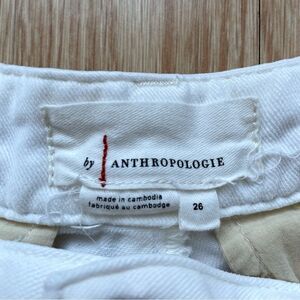 by ANTHROPOLOGIE
made in cambodia
fabriqué au cambodge
26